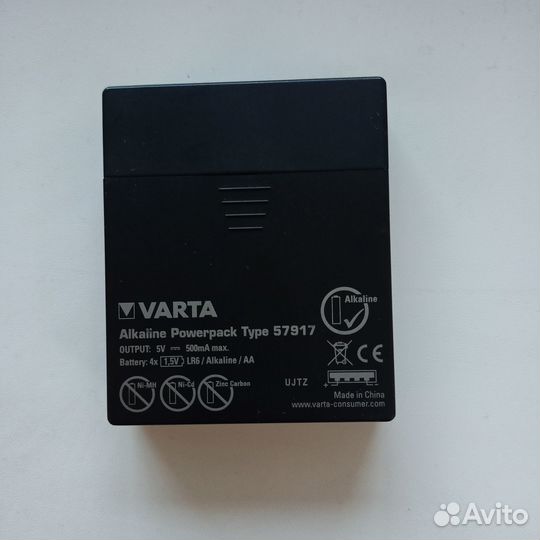 Alkaline
VARTA
Alkaline Powerpack Type 57917
OUTPUT: 5V 500mA max.
Battery: 4x 1,5V LR6 / Alkaline / AA
Ni-MH Ni-Cd Zinc Carbon
UJTZ
CE
Made in China
www.varta-consumer.com
Avito